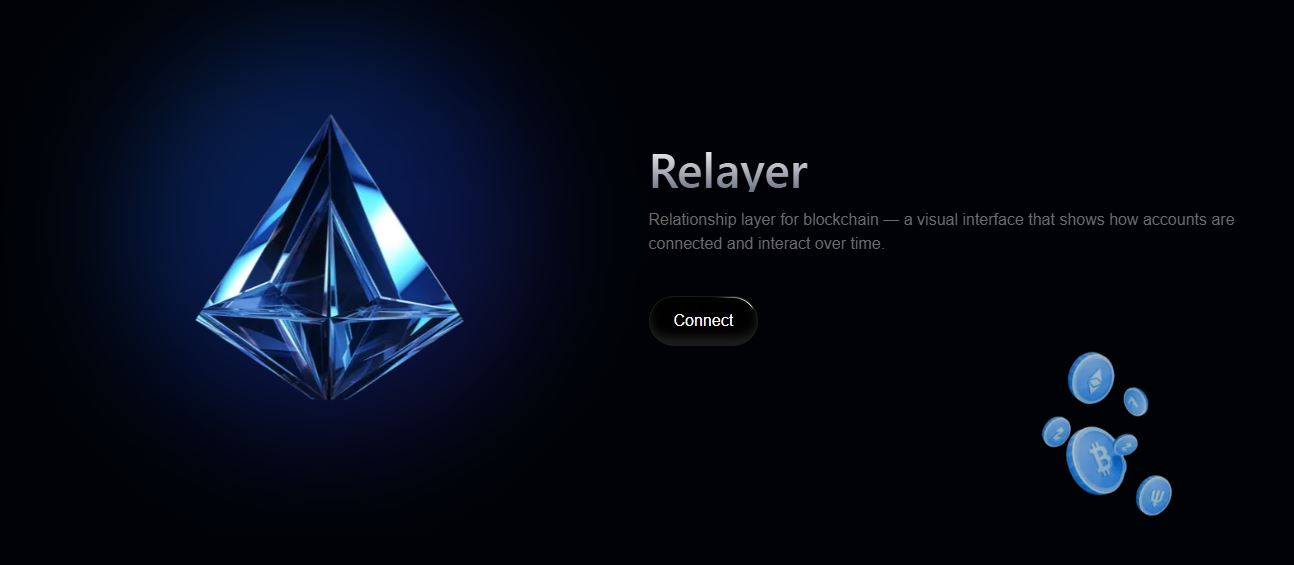 Relayer
Relationship layer for blockchain — a visual interface that shows how accounts are
connected and interact over time.
Connect